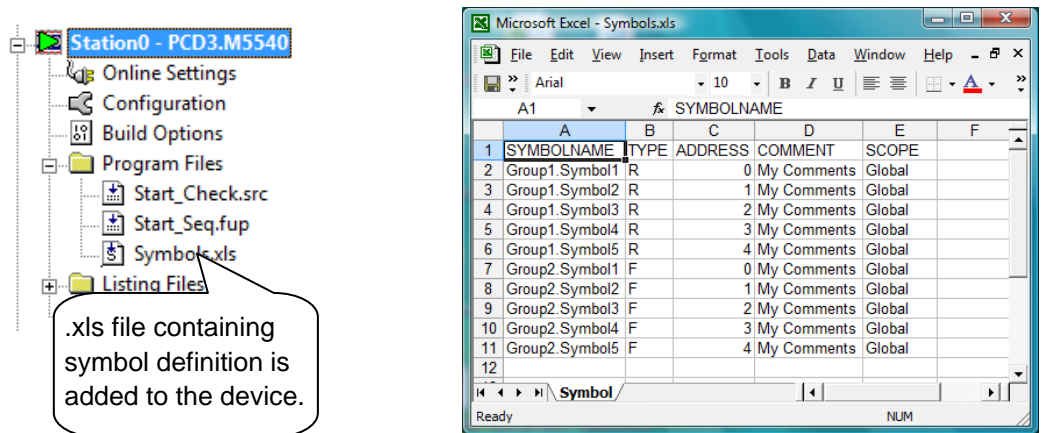 Station0 - PCD3.M5540
Online Settings
Configuration
Build Options
Program Files
Start_Check.src
Start_Seq.fup
Symbols.xls
Listing Files
.xls file containing
symbol definition is
added to the device.
Microsoft Excel - Symbols.xls
File Edit View Insert Format Tools Data Window Help
Arial 10 B I U A
A1 fx SYMBOLNAME
A B C D E F
1 SYMBOLNAME TYPE ADDRESS COMMENT SCOPE
2 Group1.Symbol1 R 0 My Comments Global
3 Group1.Symbol2 R 1 My Comments Global
4 Group1.Symbol3 R 2 My Comments Global
5 Group1.Symbol4 R 3 My Comments Global
6 Group1.Symbol5 R 4 My Comments Global
7 Group2.Symbol1 F 0 My Comments Global
8 Group2.Symbol2 F 1 My Comments Global
9 Group2.Symbol3 F 2 My Comments Global
10 Group2.Symbol4 F 3 My Comments Global
11 Group2.Symbol5 F 4 My Comments Global
12
Symbol
Ready NUM